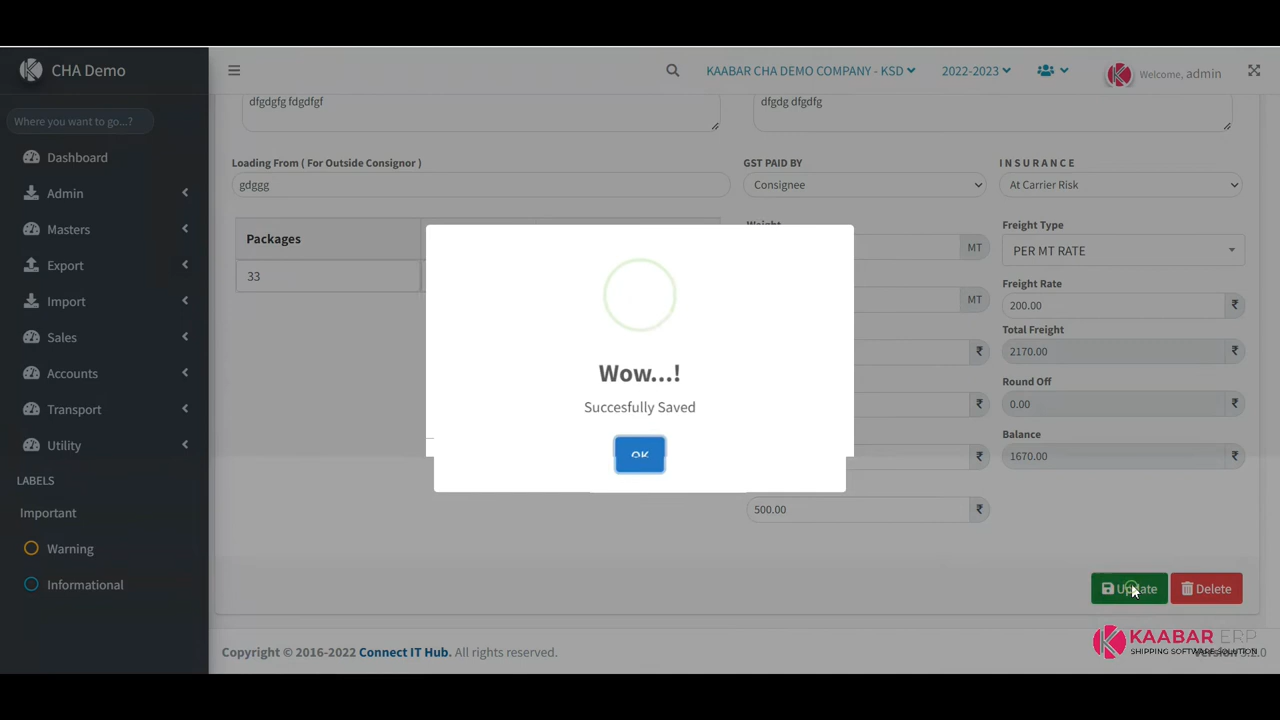 CHA Demo
KAABAR CHA DEMO COMPANY - KSD
2022-2023
Welcome, admin
Where you want to go...?
Dashboard
Admin
Masters
Export
Import
Sales
Accounts
Transport
Utility
LABELS
Important
Warning
Informational
dfgdgfg fdgdfgf
dfgdg dfgdfg
Loading From ( For Outside Consignor )
GST PAID BY
INSURANCE
gdggg
Consignee
At Carrier Risk
Packages
33
Weight
MT
MT
₹
₹
₹
500.00 ₹
Freight Type
PER MT RATE
Freight Rate
200.00 ₹
Total Freight
2170.00 ₹
Round Off
0.00 ₹
Balance
1670.00 ₹
Wow...!
Succesfully Saved
OK
Update
Delete
Copyright © 2016-2022 Connect IT Hub. All rights reserved.
KAABAR ERP
SHIPPING SOFTWARE SOLUTION